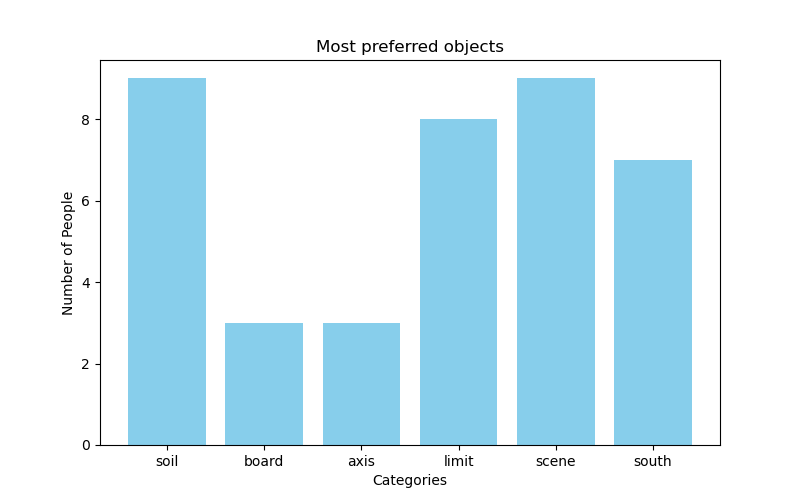 Most preferred objects
Number of People
8
6
4
2
0
soil board axis limit scene south
Categories